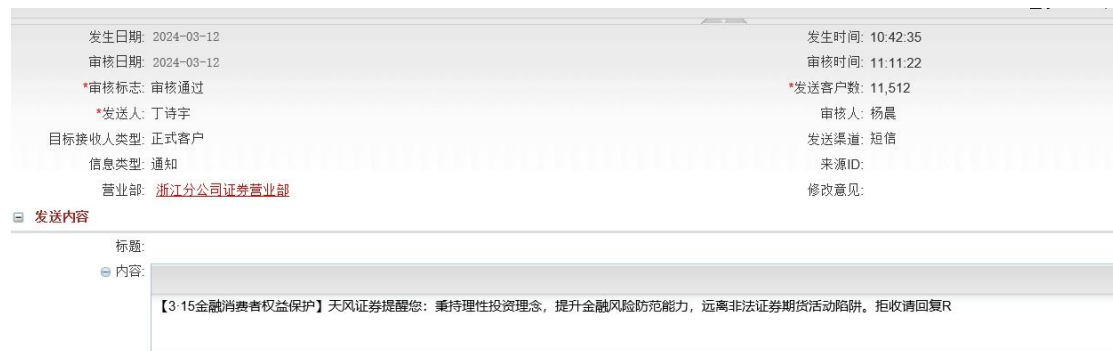 发生日期: 2024-03-12 发生时间: 10:42:35
审核日期: 2024-03-12 审核时间: 11:11:22
*审核标志: 审核通过 *发送客户数: 11,512
*发送人: 丁诗宇 审核人: 杨晨
目标接收人类型: 正式客户 发送渠道: 短信
信息类型: 通知 来源ID:
营业部: 浙江分公司证券营业部 修改意见:
发送内容
标题:
内容:
【3·15金融消费者权益保护】天风证券提醒您：秉持理性投资理念，提升金融风险防范能力，远离非法证券期货活动陷阱。拒收请回复R